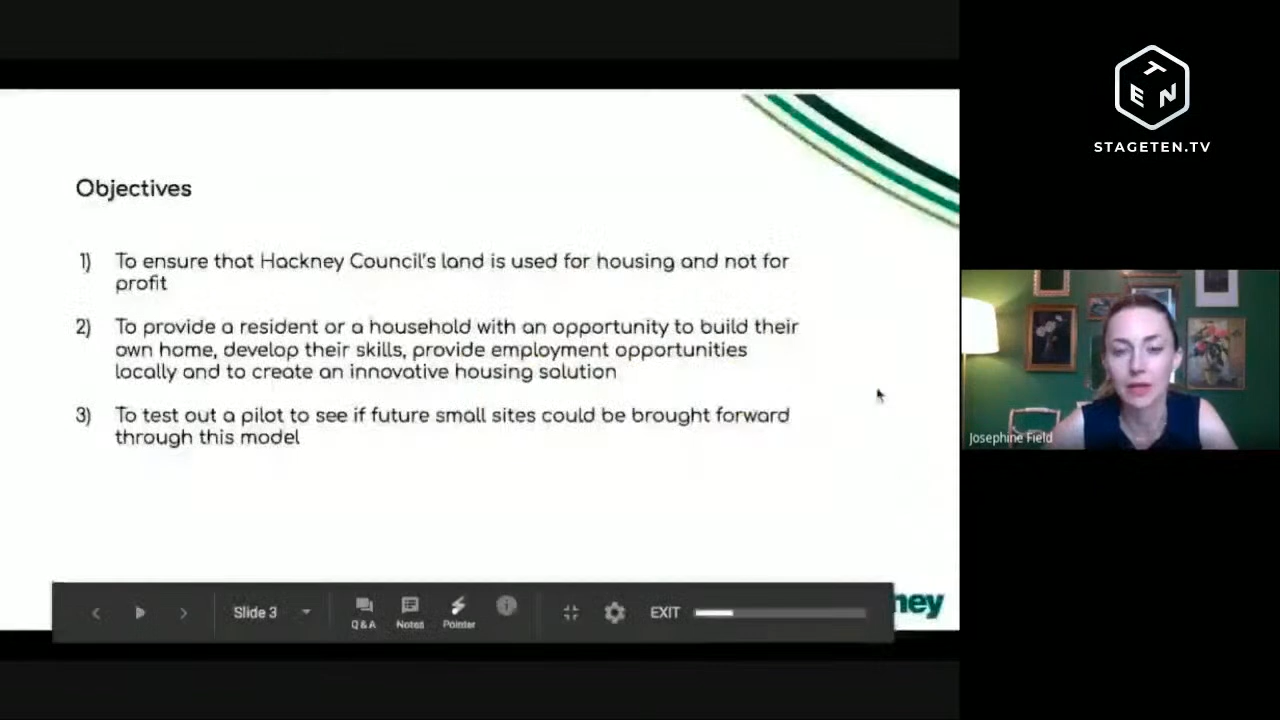 T
E N
STAGETEN.TV
Objectives
1) To ensure that Hackney Council's land is used for housing and not for
profit
2) To provide a resident or a household with an opportunity to build their
own home, develop their skills, provide employment opportunities
locally and to create an innovative housing solution
3) To test out a pilot to see if future small sites could be brought forward
through this model
Josephine Field
Slide 3
Q&A
Notes
Pointer
EXIT
ney